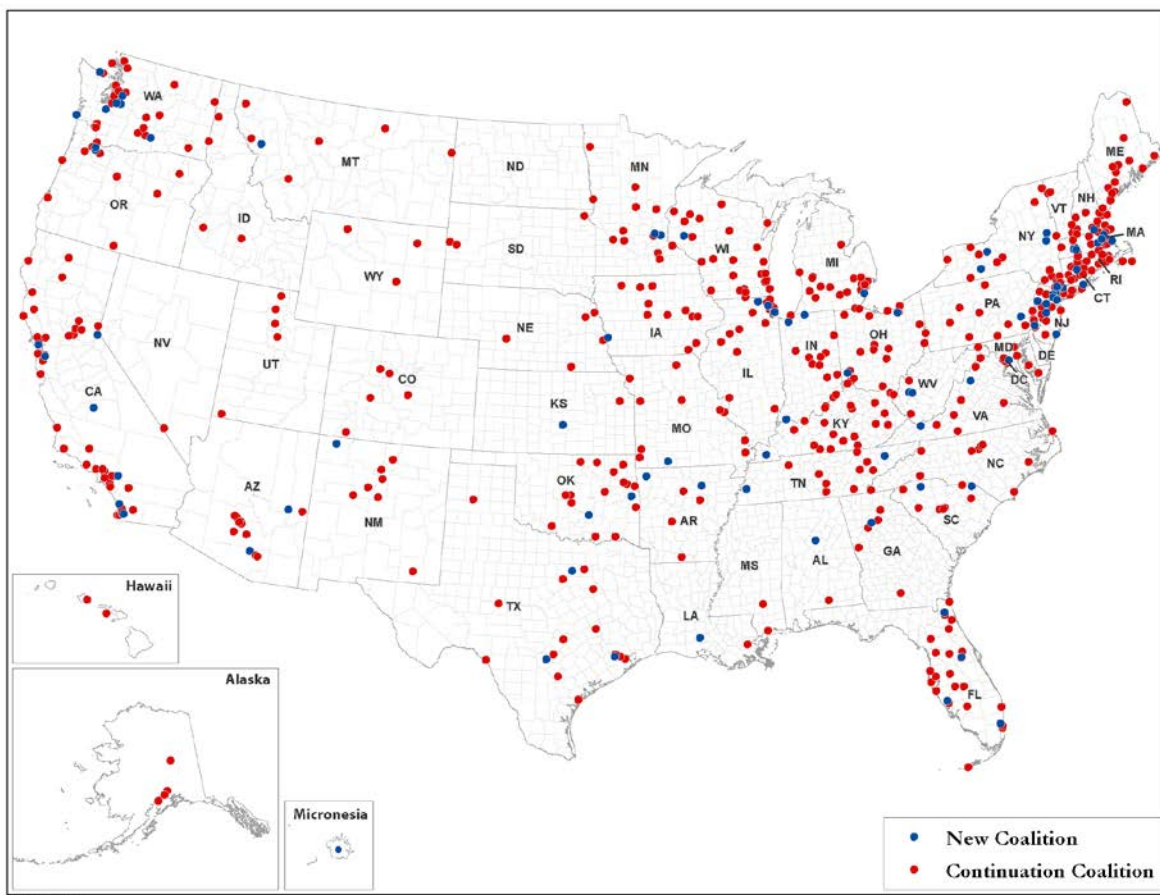 WA
ME
MT
ND
MN
VT
NH
OR
ID
SD
WI
MI
NY
MA
WY
RI
CT
PA
IA
NE
OH
NJ
NV
UT
IL
IN
MD
DE
CA
CO
WV
DC
KS
MO
KY
VA
NC
TN
OK
AZ
NM
AR
SC
MS
AL
GA
TX
LA
FL
Hawaii
Alaska
Micronesia
New Coalition
Continuation Coalition